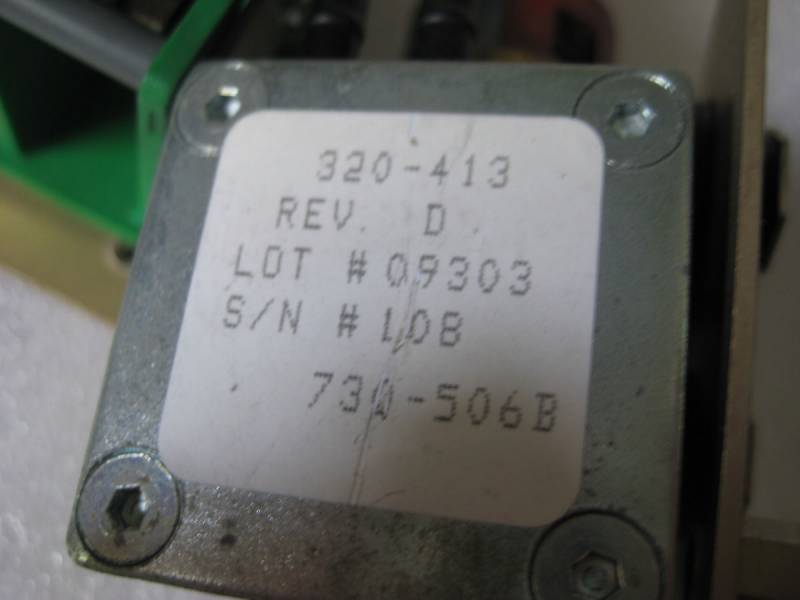 320-413
REV. D.
LOT #09303
S/N #108
730-506B